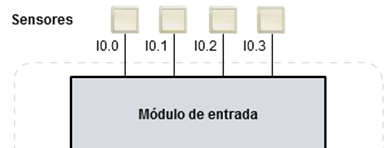 Sensores
I0.0 I0.1 I0.2 I0.3
Módulo de entrada